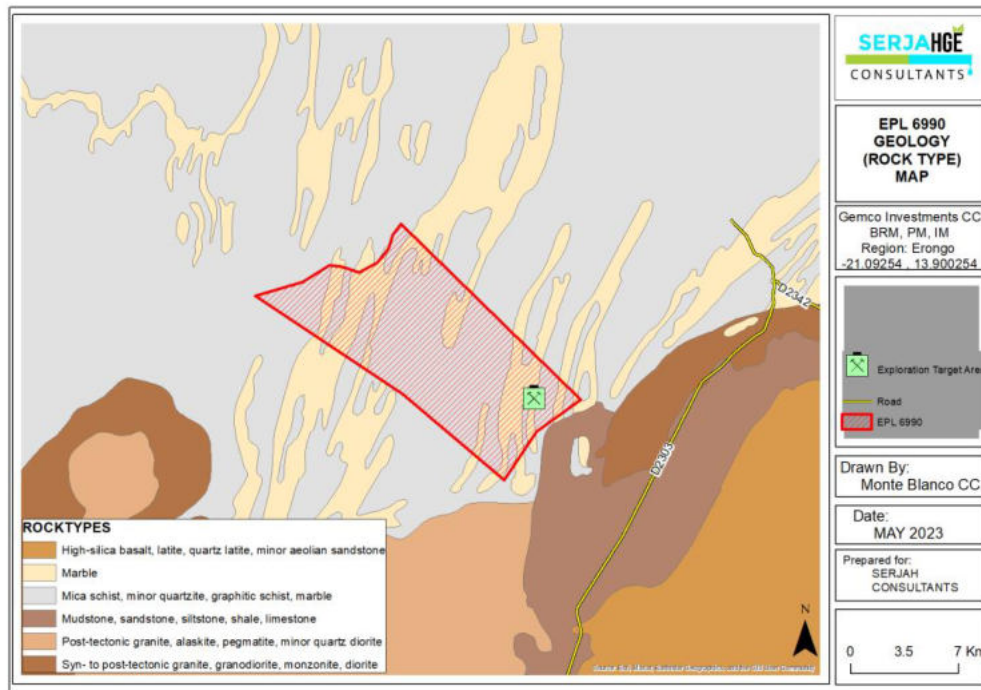 SERJAHGE
CONSULTANTS
EPL 6990
GEOLOGY
(ROCK TYPE)
MAP
Gemco Investments CC
BRM, PM, IM
Region: Erongo
-21.09254 , 13.900254
Exploration Target Area
Road
EPL 6990
Drawn By:
Monte Blanco CC
Date:
MAY 2023
Prepared for:
SERJAH
CONSULTANTS
0 3.5 7 Km
D2342
D2303
N
ROCKTYPES
High-silica basalt, latite, quartz latite, minor aeolian sandstone
Marble
Mica schist, minor quartzite, graphitic schist, marble
Mudstone, sandstone, siltstone, shale, limestone
Post-tectonic granite, alaskite, pegmatite, minor quartz diorite
Syn- to post-tectonic granite, granodiorite, monzonite, diorite